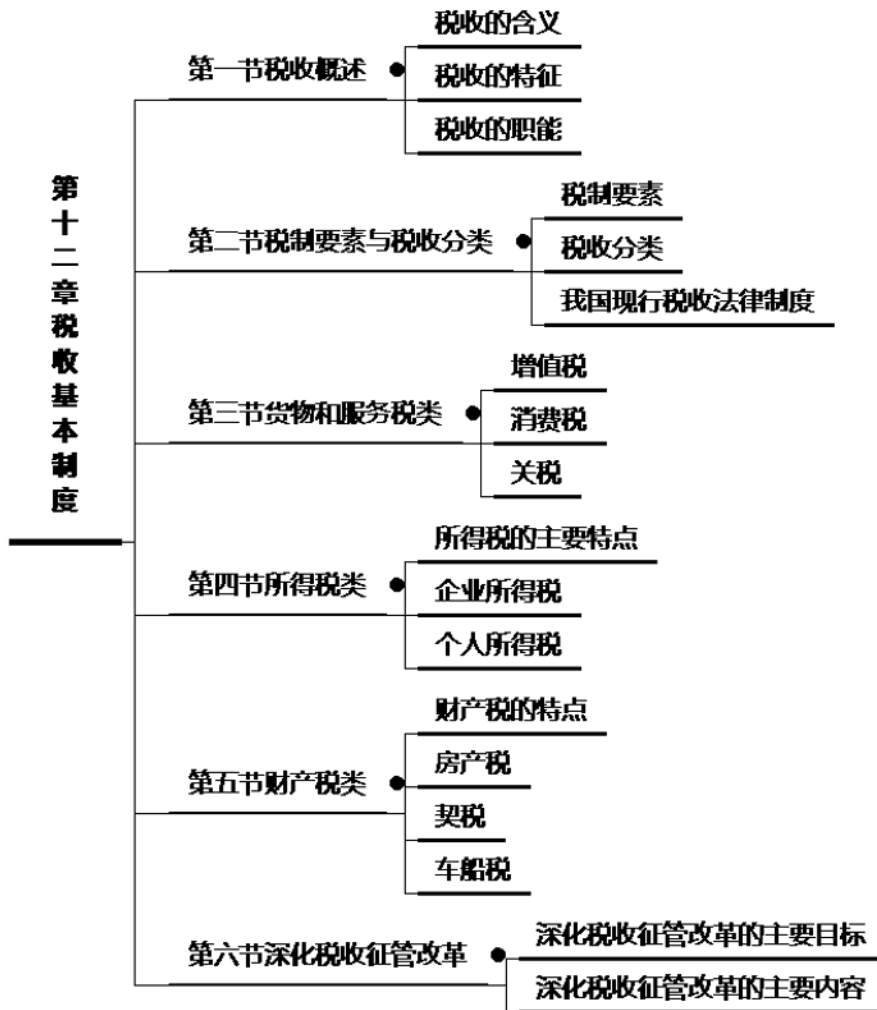 第十二章税收基本制度
第一节税收概述
税收的含义
税收的特征
税收的职能
第二节税制要素与税收分类
税制要素
税收分类
我国现行税收法律制度
第三节货物和服务税类
增值税
消费税
关税
第四节所得税类
所得税的主要特点
企业所得税
个人所得税
第五节财产税类
财产税的特点
房产税
契税
车船税
第六节深化税收征管改革
深化税收征管改革的主要目标
深化税收征管改革的主要内容